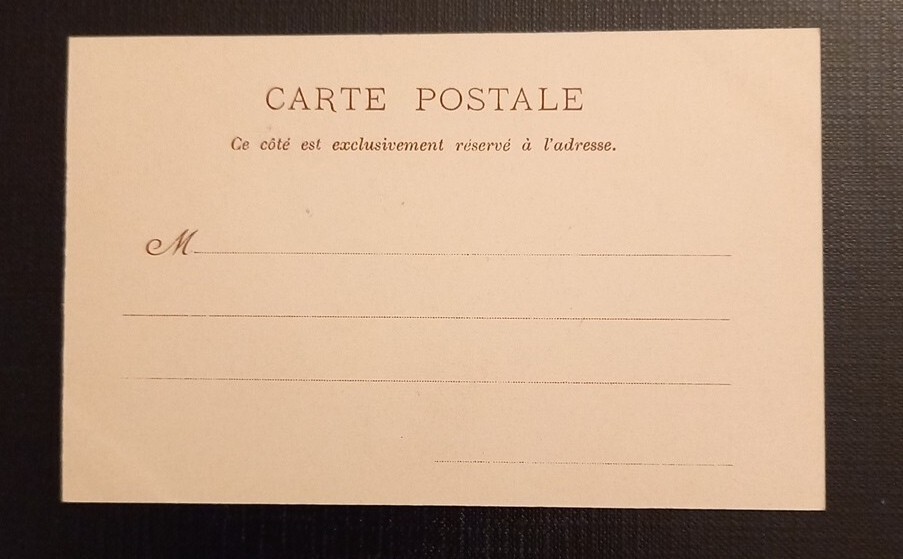 CARTE POSTALE
Ce côté est exclusivement réservé à l'adresse.
M